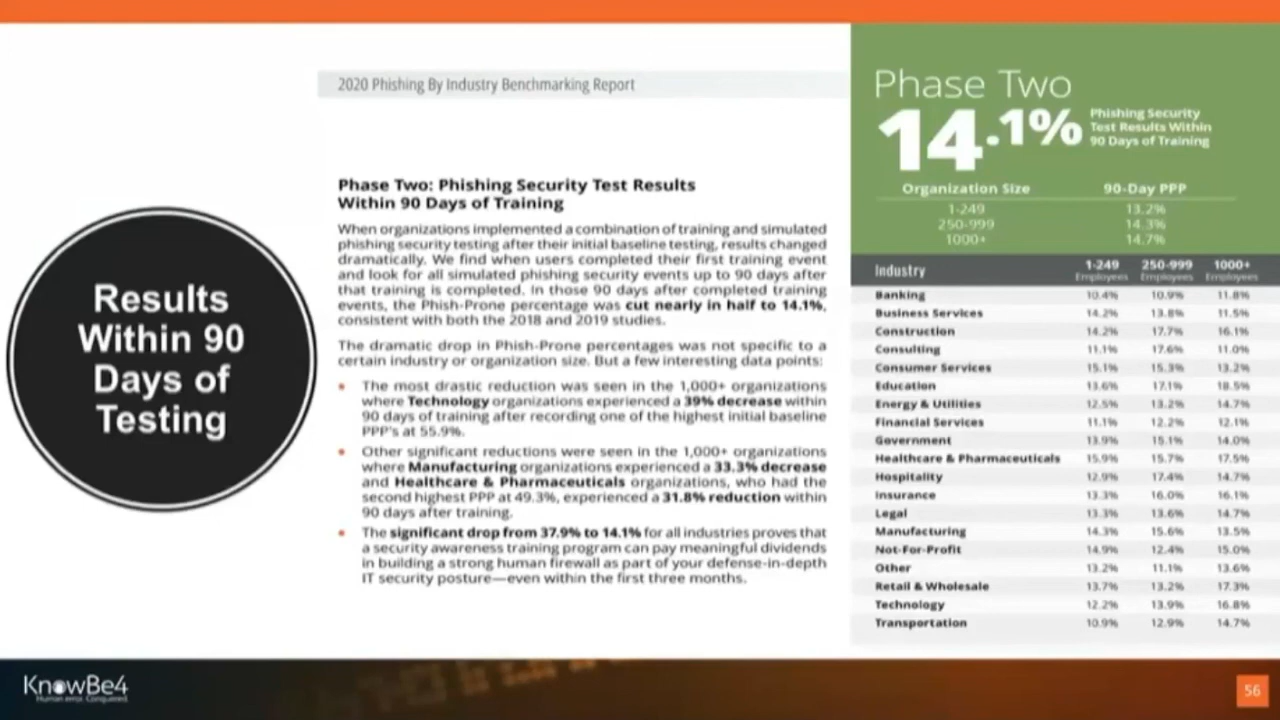 2020 Phishing By Industry Benchmarking Report
Results
Within 90
Days of
Testing
Phase Two: Phishing Security Test Results
Within 90 Days of Training
When organizations implemented a combination of training and simulated
phishing security testing after their initial baseline testing, results changed
dramatically. We find when users completed their first training event
and look for all simulated phishing security events up to 90 days after
that training is completed. In those 90 days after completed training
events, the Phish-Prone percentage was cut nearly in half to 14.1%,
consistent with both the 2018 and 2019 studies.
The dramatic drop in Phish-Prone percentages was not specific to a
certain industry or organization size. But a few interesting data points:
• The most drastic reduction was seen in the 1,000+ organizations
where Technology organizations experienced a 39% decrease within
90 days of training after recording one of the highest initial baseline
PPP's at 55.9%.
• Other significant reductions were seen in the 1,000+ organizations
where Manufacturing organizations experienced a 33.3% decrease
and Healthcare & Pharmaceuticals organizations, who had the
second highest PPP at 49.3%, experienced a 31.8% reduction within
90 days after training.
• The significant drop from 37.9% to 14.1% for all industries proves that
a security awareness training program can pay meaningful dividends
in building a strong human firewall as part of your defense-in-depth
IT security posture—even within the first three months.
Phase Two
14.1%
Phishing Security
Test Results Within
90 Days of Training
Organization Size 90-Day PPP
1-249 13.2%
250-999 14.3%
1000+ 14.7%
Industry 1-249 Employees 250-999 Employees 1000+ Employees
Banking 10.4% 10.9% 11.8%
Business Services 14.2% 13.8% 11.5%
Construction 14.2% 17.7% 16.1%
Consulting 11.1% 17.6% 11.0%
Consumer Services 15.1% 15.3% 13.2%
Education 13.6% 17.1% 18.5%
Energy & Utilities 12.5% 13.2% 14.7%
Financial Services 11.1% 12.2% 12.1%
Government 13.9% 15.1% 14.0%
Healthcare & Pharmaceuticals 15.9% 15.7% 17.5%
Hospitality 12.9% 17.4% 14.7%
Insurance 13.3% 16.0% 16.1%
Legal 13.3% 13.6% 14.7%
Manufacturing 14.3% 15.6% 13.5%
Not-For-Profit 14.9% 12.4% 15.0%
Other 13.2% 11.1% 13.6%
Retail & Wholesale 13.7% 13.2% 17.3%
Technology 12.2% 13.9% 16.8%
Transportation 10.9% 12.9% 14.7%
KnowBe4
Human error. Conquered.
56